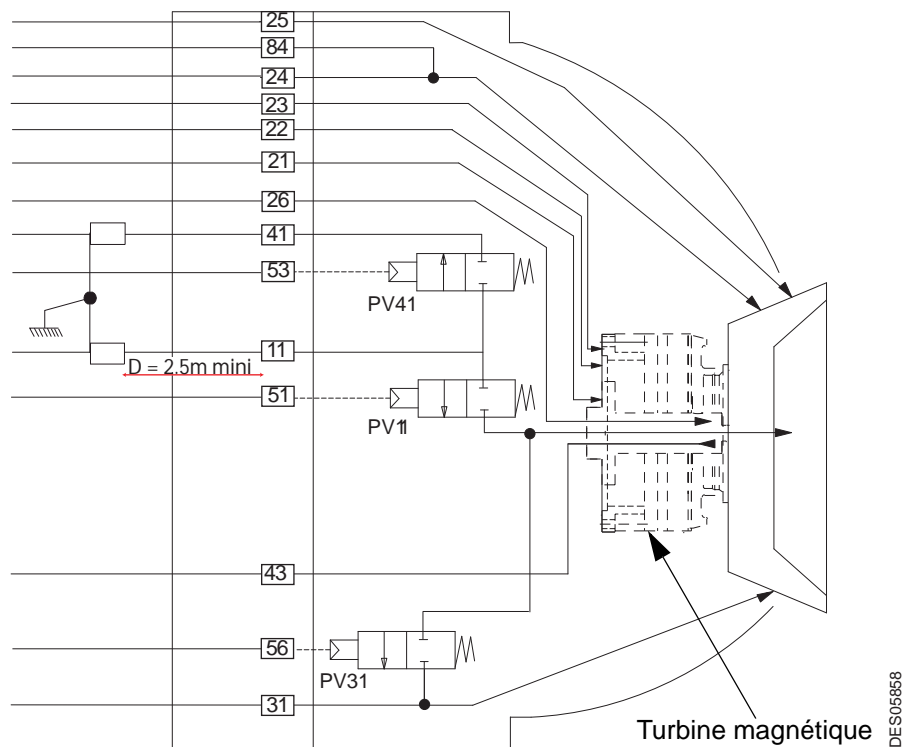 25
84
24
23
22
21
26
41
53
PV41
11
D = 2.5m mini
51
PV11
43
56
PV31
31
Turbine magnétique
DES05858